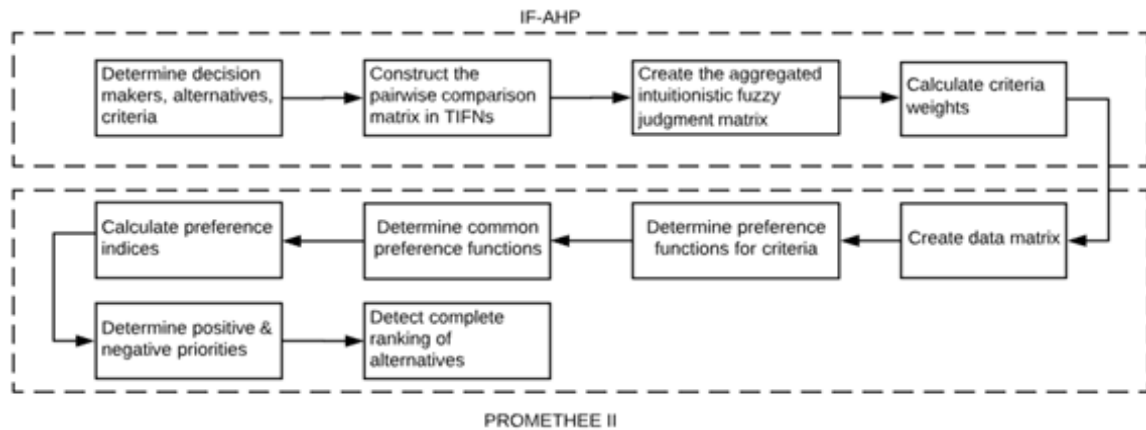 IF-AHP
Determine decision
makers, alternatives,
criteria
Construct the
pairwise comparison
matrix in TIFNs
Create the aggregated
intuitionistic fuzzy
judgment matrix
Calculate criteria
weights
Create data matrix
Determine preference
functions for criteria
Determine common
preference functions
Calculate preference
indices
Determine positive &
negative priorities
Detect complete
ranking of
alternatives
PROMETHEE II